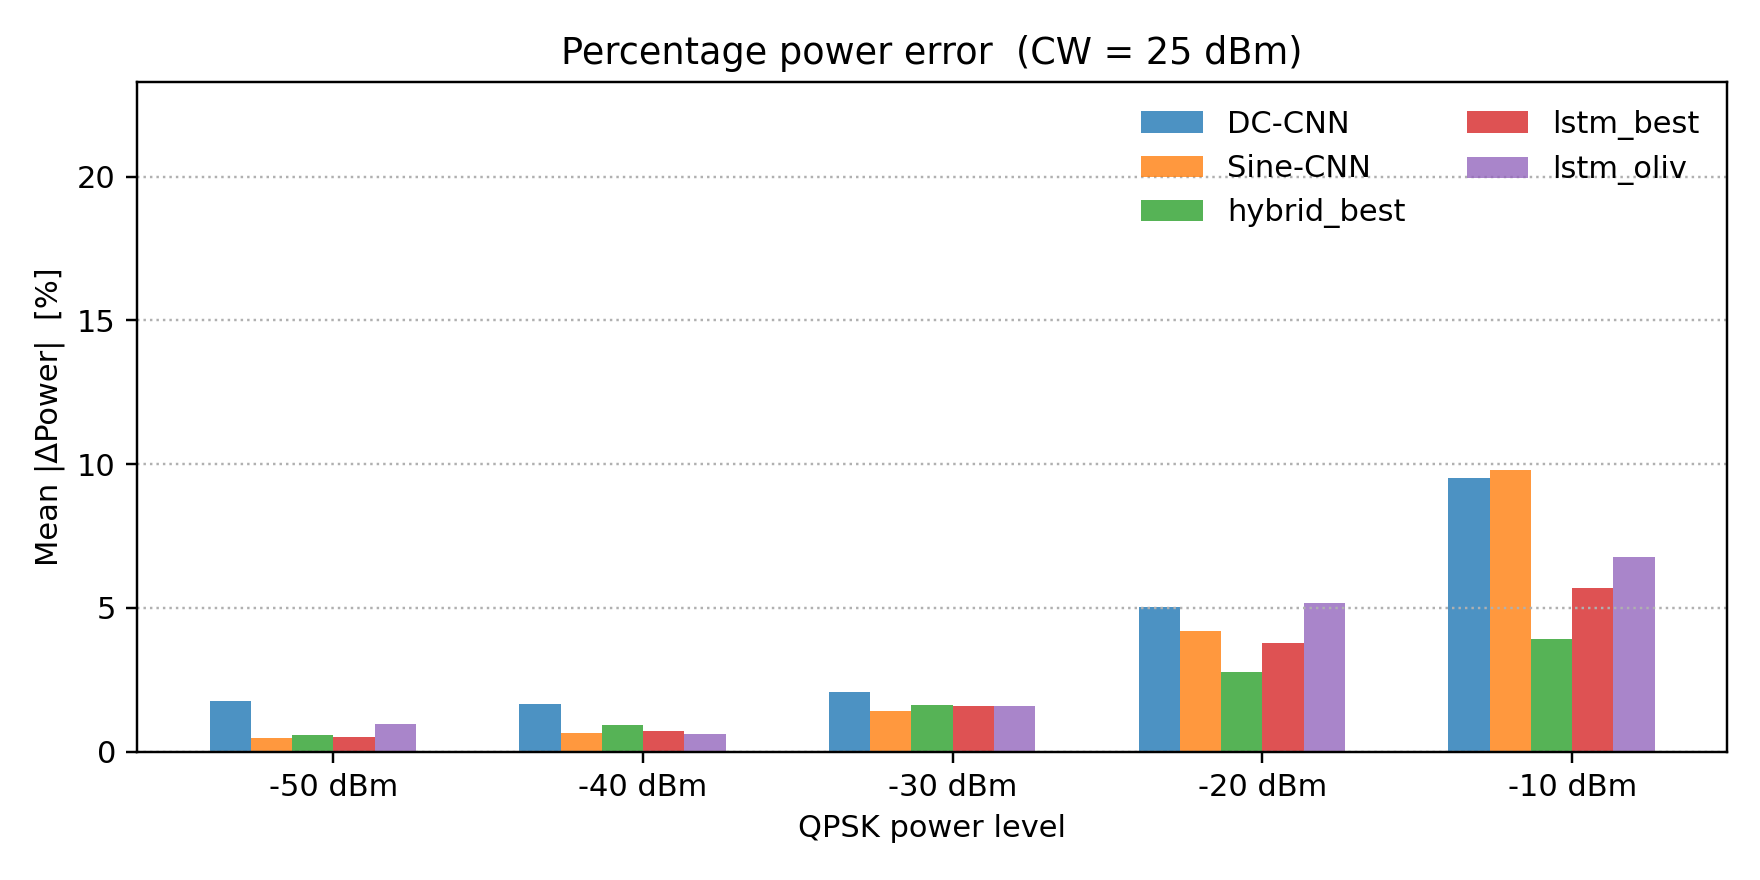 Percentage power error (CW = 25 dBm)
DC-CNN
Sine-CNN
hybrid_best
lstm_best
lstm_oliv
Mean |ΔPower| [%]
20
15
10
5
0
-50 dBm
-40 dBm
-30 dBm
-20 dBm
-10 dBm
QPSK power level